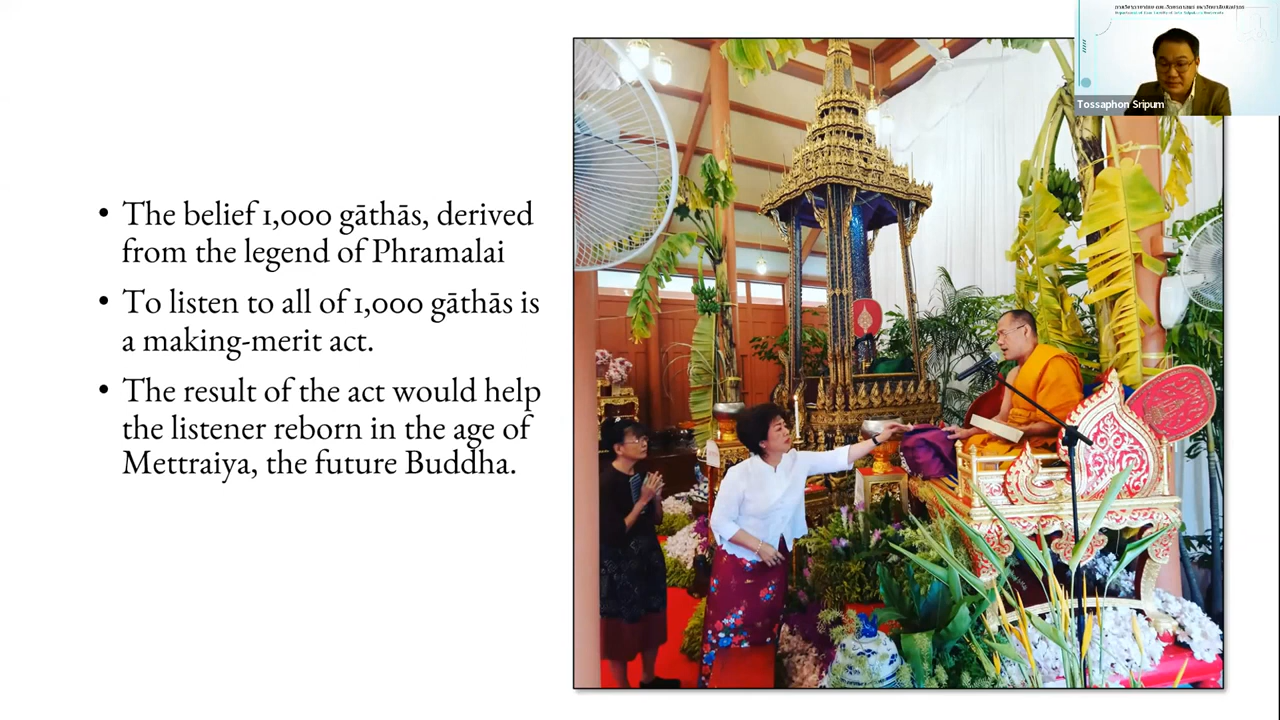 Tossaphon Sripum
• The belief 1,000 gāthās, derived
from the legend of Phramalai
• To listen to all of 1,000 gāthās is
a making-merit act.
• The result of the act would help
the listener reborn in the age of
Mettraiya, the future Buddha.